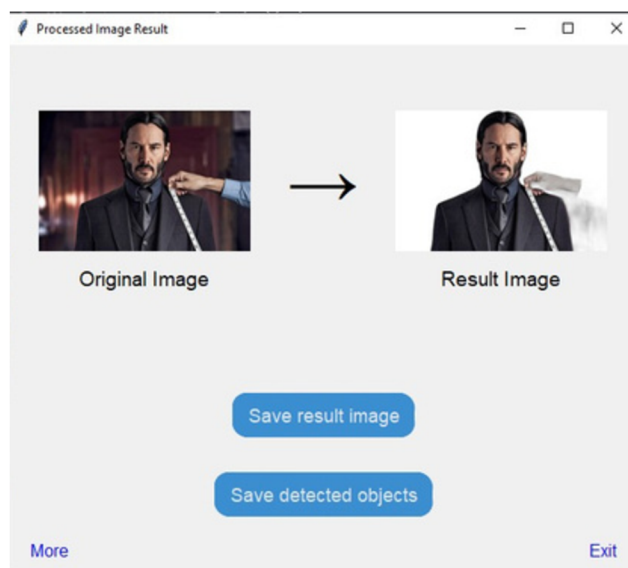 Processed Image Result
Original Image
Result Image
Save result image
Save detected objects
More
Exit